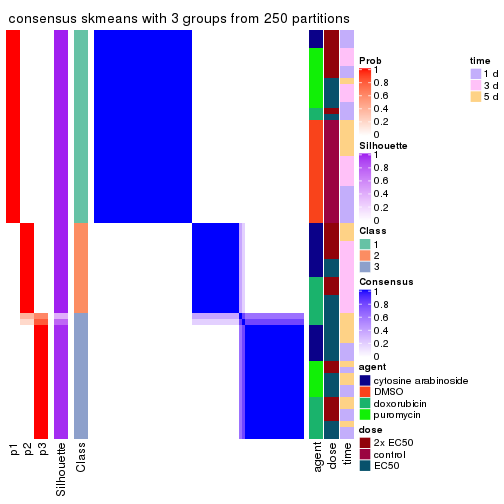 consensus skmeans with 3 groups from 250 partitions
Prob
1
0.8
0.6
0.4
0.2
0
time
1 d
3 d
5 d
Silhouette
1
0.8
0.6
0.4
0.2
0
Class
1
2
3
Consensus
1
0.8
0.6
0.4
0.2
0
agent
cytosine arabinoside
DMSO
doxorubicin
puromycin
dose
2x EC50
control
EC50
p1
p2
p3
Silhouette
Class
agent
dose
time